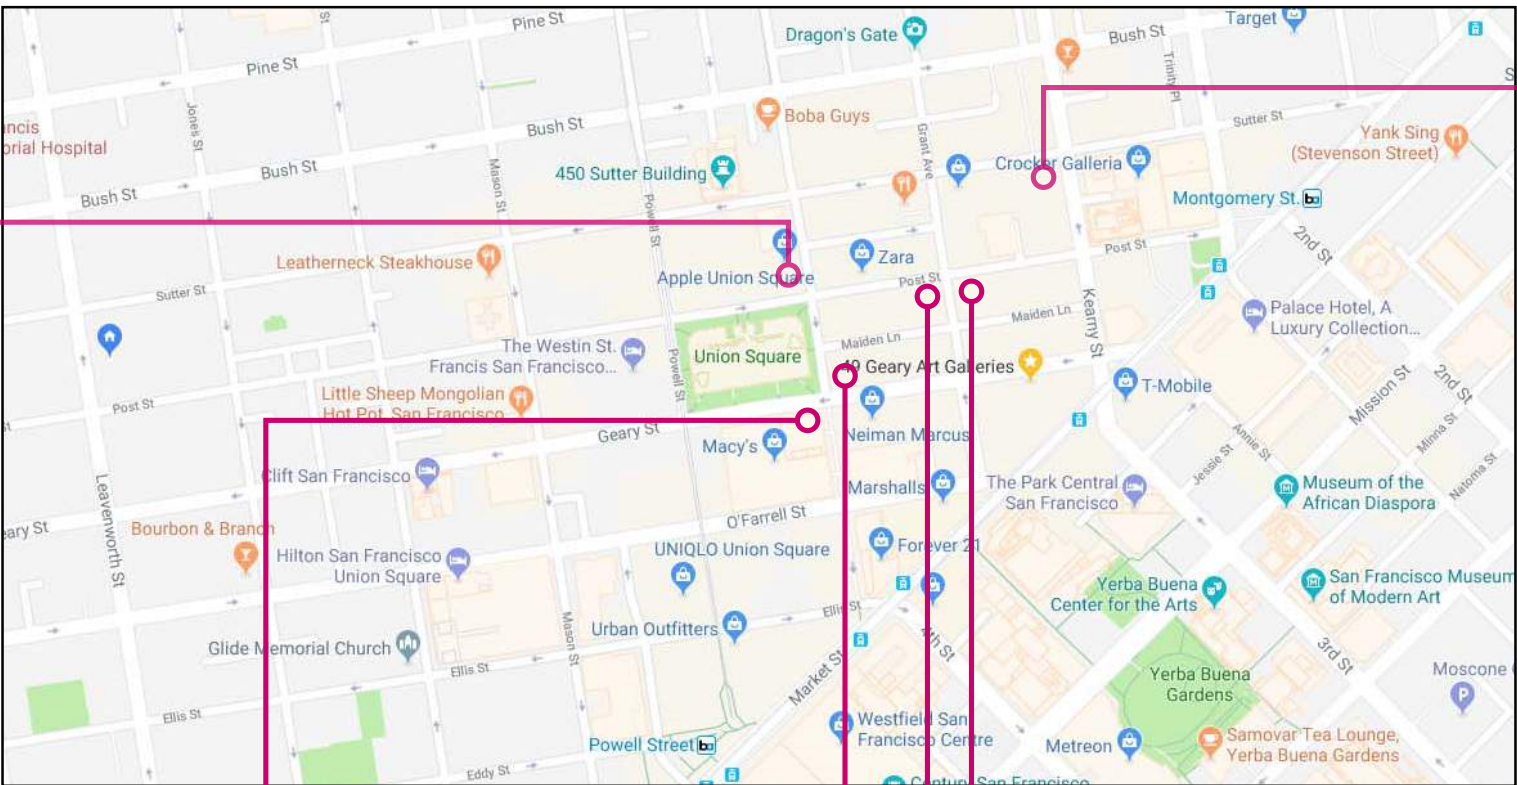 Pine St
Dragon's Gate
Target
Bush St
St
Pine St
Trinity Pl
S
Jones St
Boba Guys
Bush St
Grant Ave
Sutter St
ncis
orial Hospital
Yank Sing
(Stevenson Street)
Bush St
Mason St
450 Sutter Building
Crocker Galleria
Bush St
Powell St
Montgomery St.
2nd St
Post St
Leatherneck Steakhouse
Apple Union Square
Zara
Post St
Sutter St
Kearny St
Maiden Ln
Palace Hotel, A
Luxury Collection...
The Westin St.
Francis San Francisco...
Powell St
Union Square
Maiden Ln
49 Geary Art Galleries
T-Mobile
Mission St
2nd St
Little Sheep Mongolian
Hot Pot, San Francisco
Post St
Geary St
Macy's
Neiman Marcus
Annie St
Minna St
Jessie St
Natoma St
Clift San Francisco
Leavenworth St
Marshalls
The Park Central
San Francisco
Museum of the
African Diaspora
eary St
Bourbon & Branch
O'Farrell St
UNIQLO Union Square
Forever 21
Hilton San Francisco
Union Square
Yerba Buena
Center for the Arts
San Francisco Museum
of Modern Art
Mason St
Ellis St
Urban Outfitters
4th St
Glide Memorial Church
Ellis St
Market St
3rd St
Yerba Buena
Gardens
Moscone
P
Ellis St
Westfield San
Francisco Centre
Powell Street
Metreon
Samovar Tea Lounge,
Yerba Buena Gardens
Eddy St
Century San Francisco